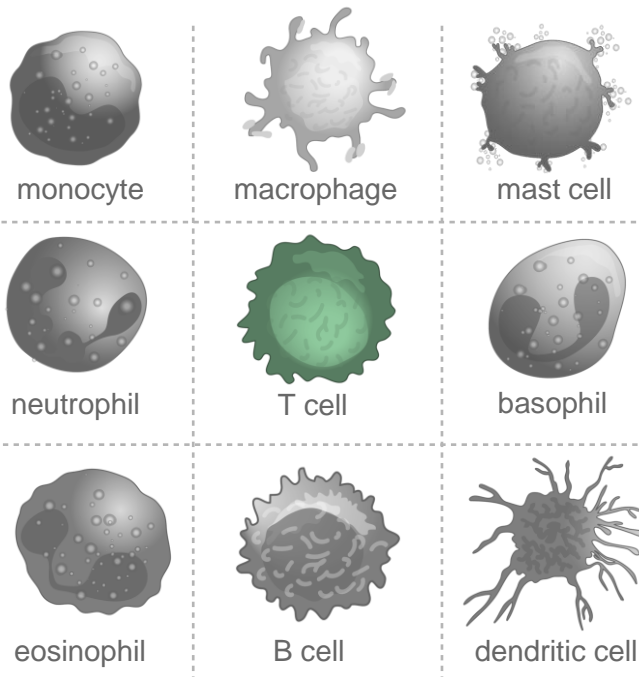 monocyte
macrophage
mast cell
neutrophil
T cell
basophil
eosinophil
B cell
dendritic cell